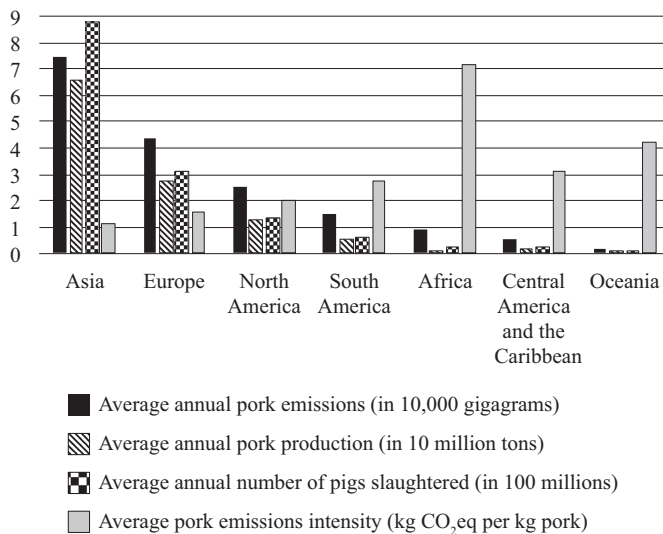 9
8
7
6
5
4
3
2
1
0
Asia
Europe
North
America
South
America
Africa
Central
America
and the
Caribbean
Oceania
Average annual pork emissions (in 10,000 gigagrams)
Average annual pork production (in 10 million tons)
Average annual number of pigs slaughtered (in 100 millions)
Average pork emissions intensity (kg CO₂eq per kg pork)